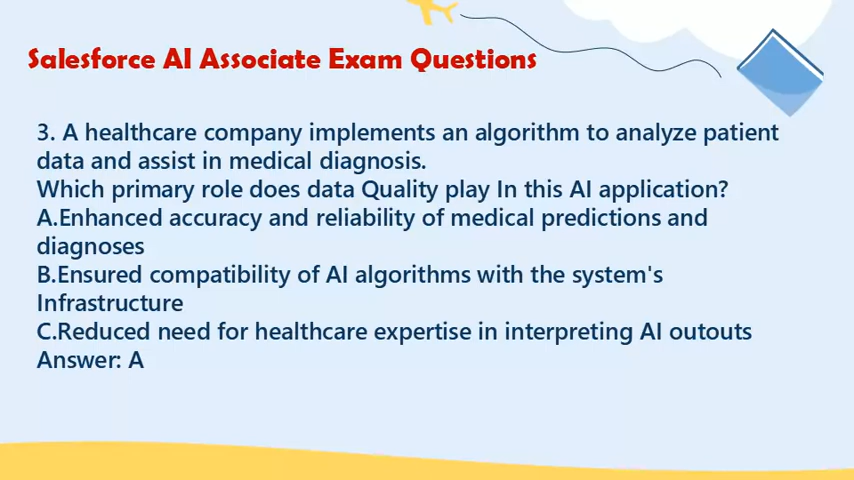 Salesforce AI Associate Exam Questions
3. A healthcare company implements an algorithm to analyze patient
data and assist in medical diagnosis.
Which primary role does data Quality play In this AI application?
A.Enhanced accuracy and reliability of medical predictions and
diagnoses
B.Ensured compatibility of AI algorithms with the system's
Infrastructure
C.Reduced need for healthcare expertise in interpreting AI outouts
Answer: A